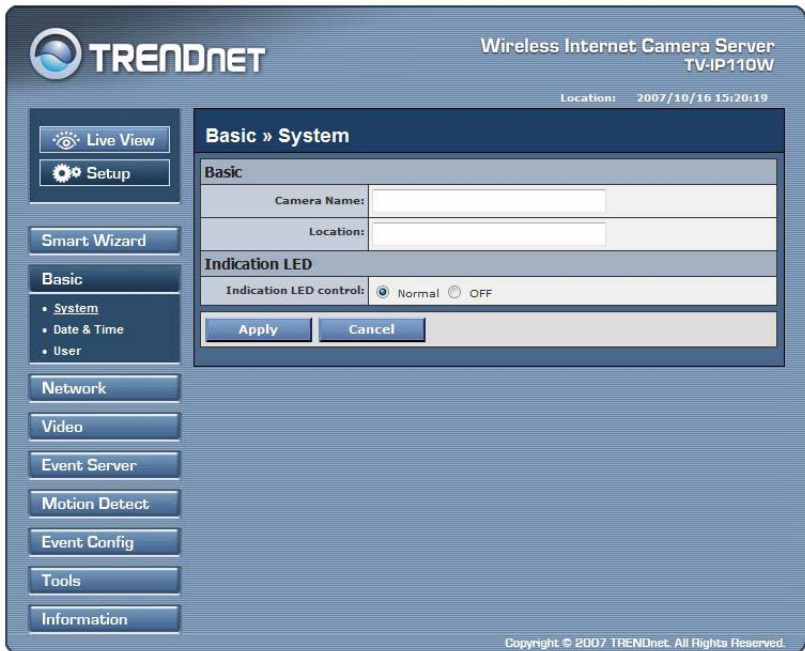 TRENDNET
Wireless Internet Camera Server
TV-IP110W
Location: 2007/10/16 15:20:19
Live View
Setup
Smart Wizard
Basic
• System
• Date & Time
• User
Network
Video
Event Server
Motion Detect
Event Config
Tools
Information
Basic » System
Basic
Camera Name:
Location:
Indication LED
Indication LED control: Normal OFF
Apply Cancel
Copyright © 2007 TRENDnet. All Rights Reserved.